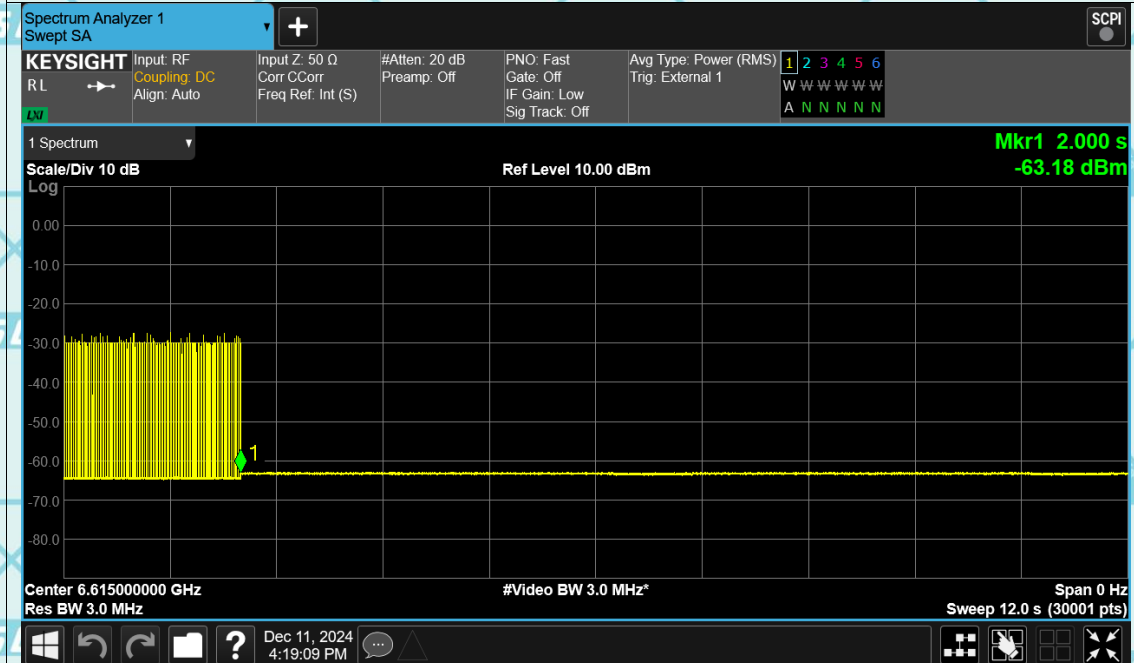 Spectrum Analyzer 1
Swept SA
+
SCPI
KEYSIGHT
R L
LXI
Input: RF
Coupling: DC
Align: Auto
Input Z: 50 Ω
Corr CCorr
Freq Ref: Int (S)
#Atten: 20 dB
Preamp: Off
PNO: Fast
Gate: Off
IF Gain: Low
Sig Track: Off
Avg Type: Power (RMS)
Trig: External 1
1 2 3 4 5 6
W W W W W W
A N N N N N
1 Spectrum
Mkr1 2.000 s
-63.18 dBm
Scale/Div 10 dB
Ref Level 10.00 dBm
Log
0.00
-10.0
-20.0
-30.0
-40.0
-50.0
1
-60.0
-70.0
-80.0
Center 6.615000000 GHz
#Video BW 3.0 MHz*
Span 0 Hz
Res BW 3.0 MHz
Sweep 12.0 s (30001 pts)
?
Dec 11, 2024
4:19:09 PM